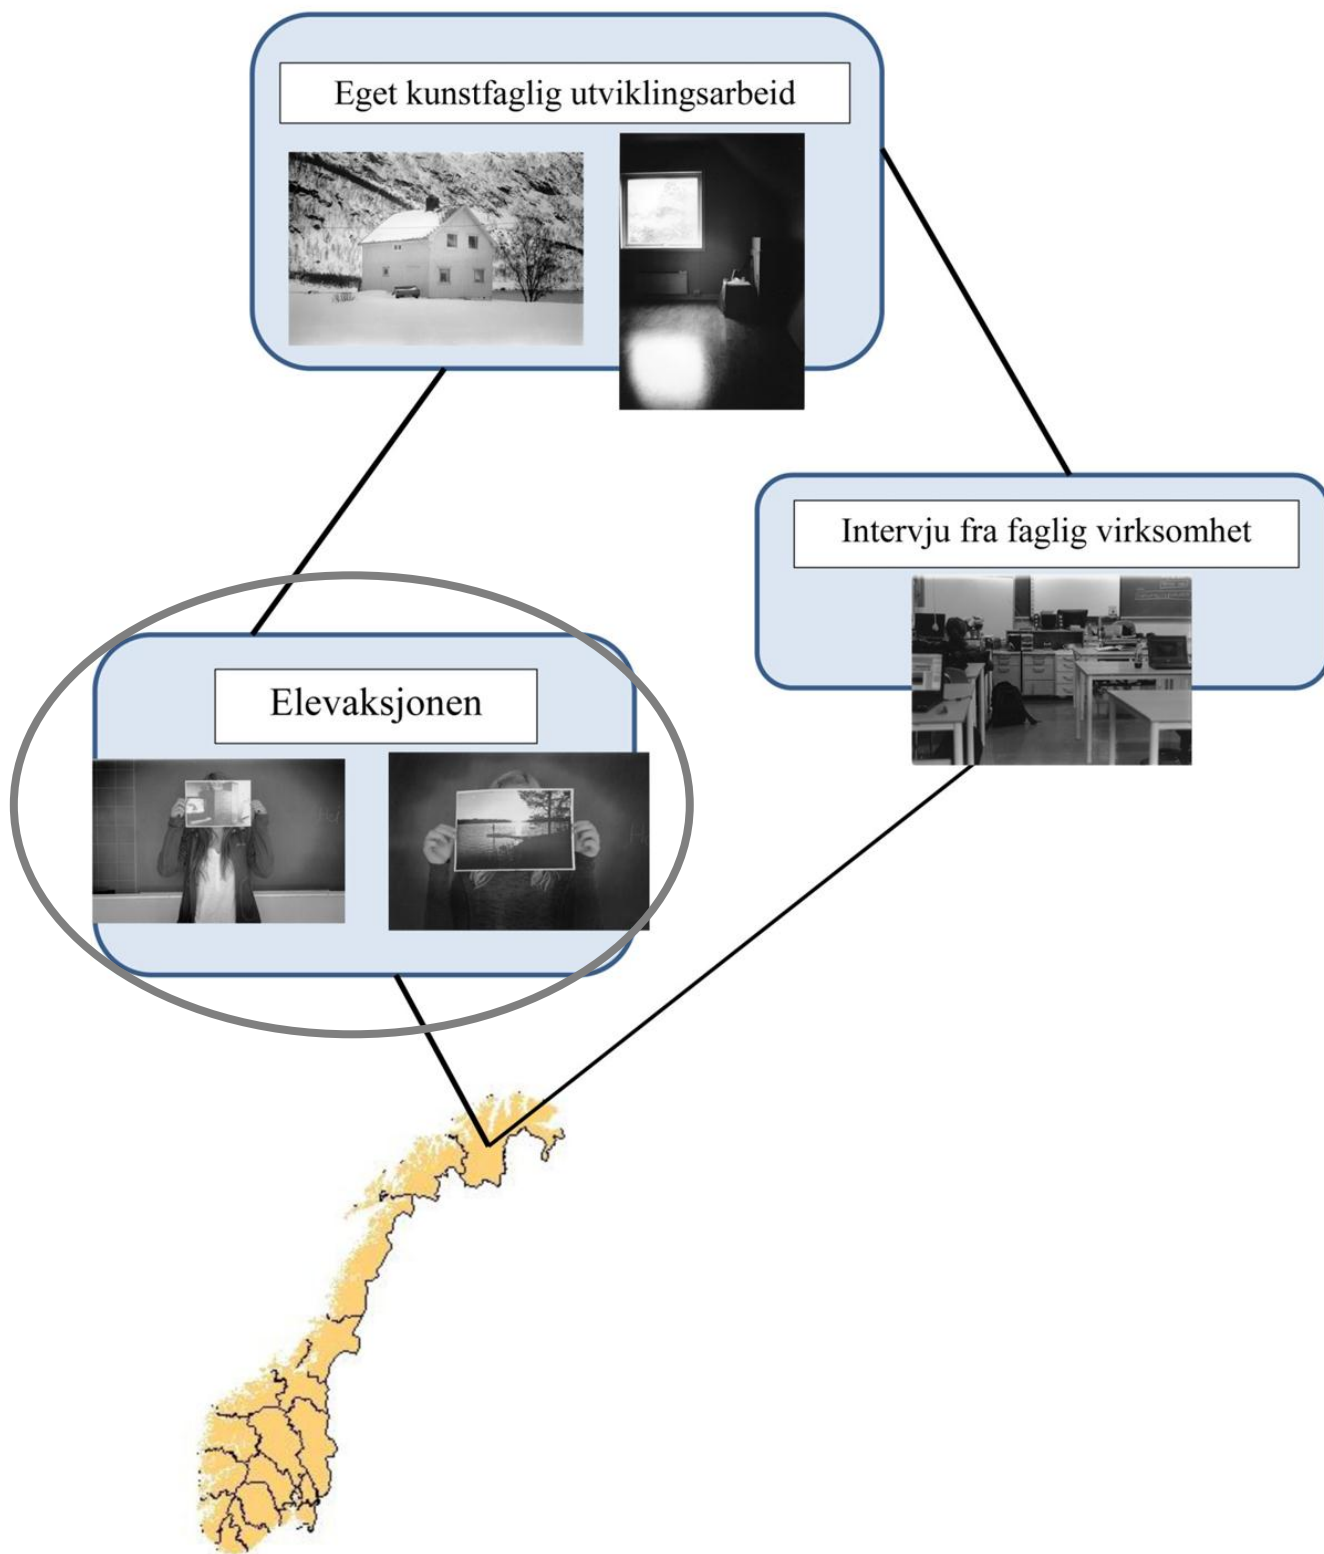 Eget kunstfaglig utviklingsarbeid
Intervju fra faglig virksomhet
Elevaksjonen